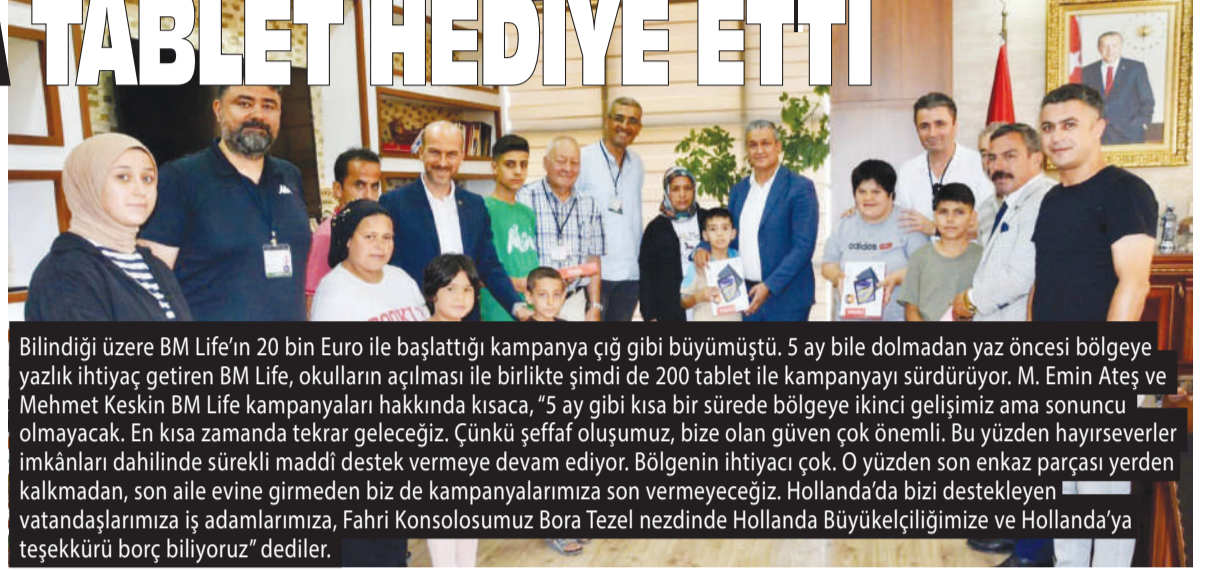 A TABLET HEDİYE ETTİ
adidas
Bilindiği üzere BM Life'ın 20 bin Euro ile başlattığı kampanya çığ gibi büyümüştü. 5 ay bile dolmadan yaz öncesi bölgeye
yazlık ihtiyaç getiren BM Life, okulların açılması ile birlikte şimdi de 200 tablet ile kampanyayı sürdürüyor. M. Emin Ateş ve
Mehmet Keskin BM Life kampanyaları hakkında kısaca, “5 ay gibi kısa bir sürede bölgeye ikinci gelişimiz ama sonuncu
olmayacak. En kısa zamanda tekrar geleceğiz. Çünkü şeffaf oluşumuz, bize olan güven çok önemli. Bu yüzden hayırseverler
imkânları dahilinde sürekli maddî destek vermeye devam ediyor. Bölgenin ihtiyacı çok. O yüzden son enkaz parçası yerden
kalkmadan, son aile evine girmeden biz de kampanyalarımıza son vermeyeceğiz. Hollanda'da bizi destekleyen
vatandaşlarımıza iş adamlarımıza, Fahri Konsolosumuz Bora Tezel nezdinde Hollanda Büyükelçiliğimize ve Hollanda'ya
teşekkürü borç biliyoruz” dediler.